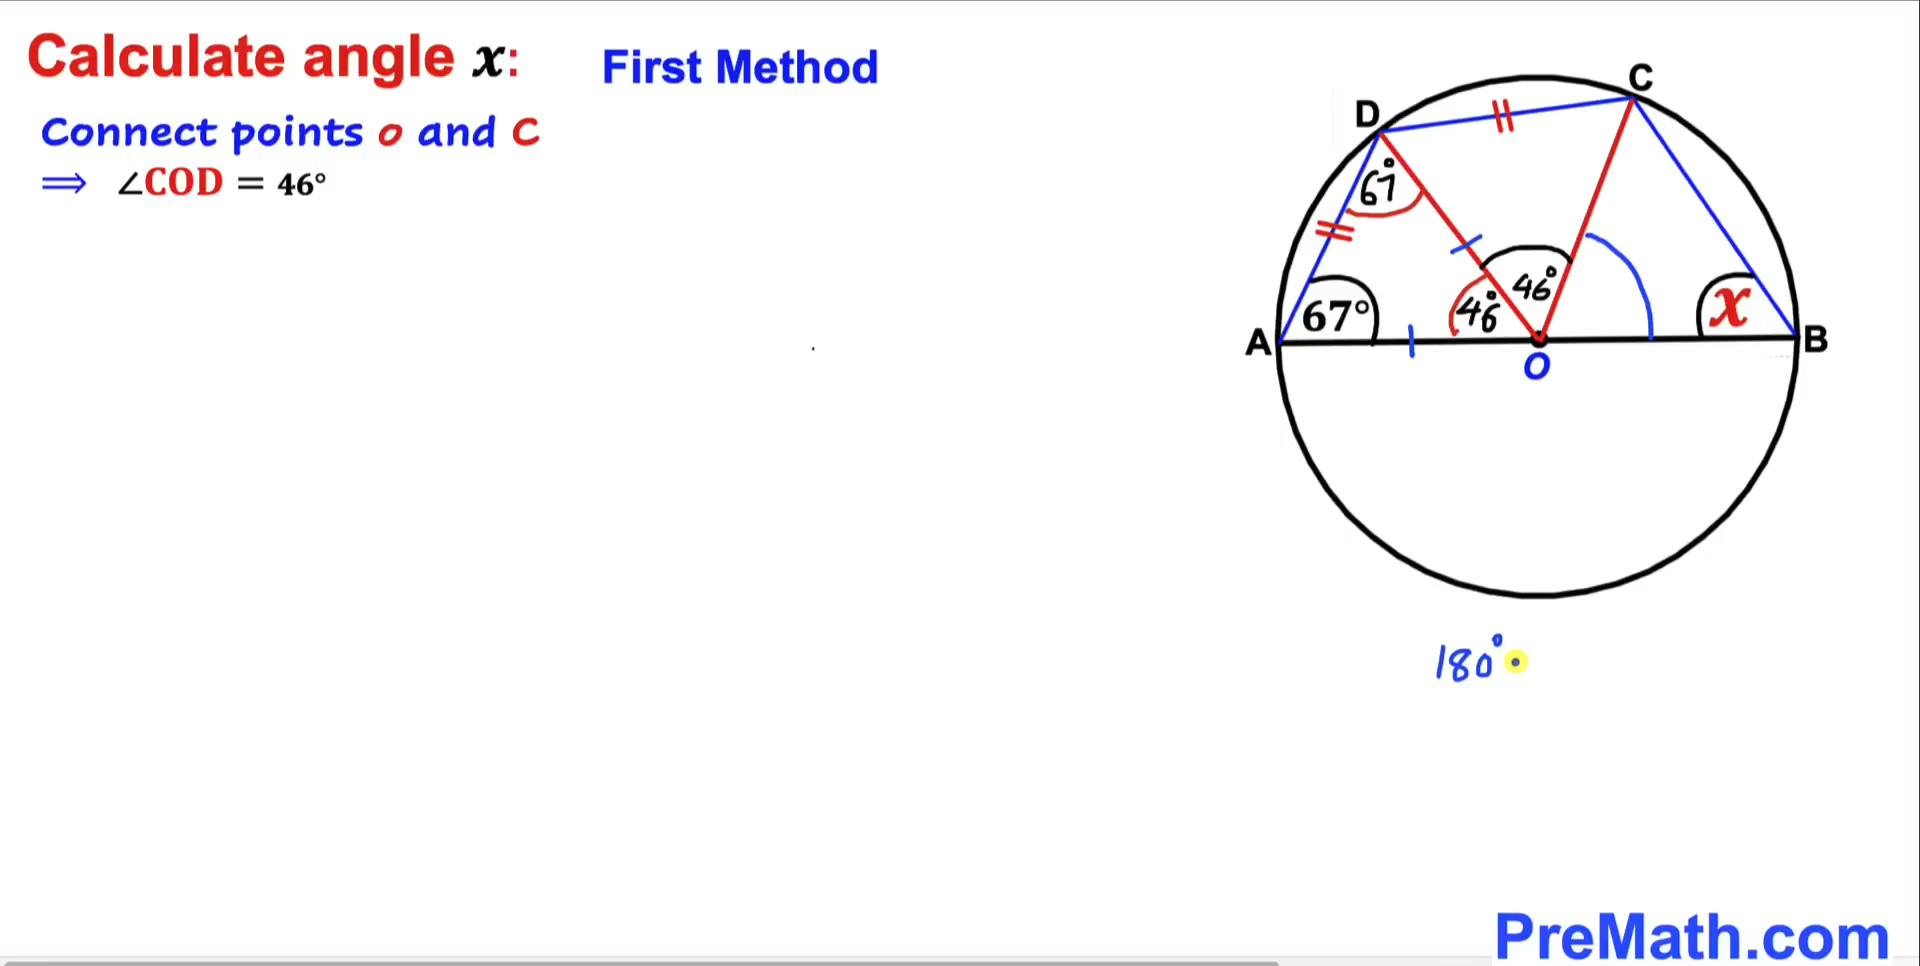 Calculate angle x:
First Method
Connect points o and C
⟹ ∠COD = 46°
C
D
67°
46°
46°
67°
x
A
B
O
180°
PreMath.com